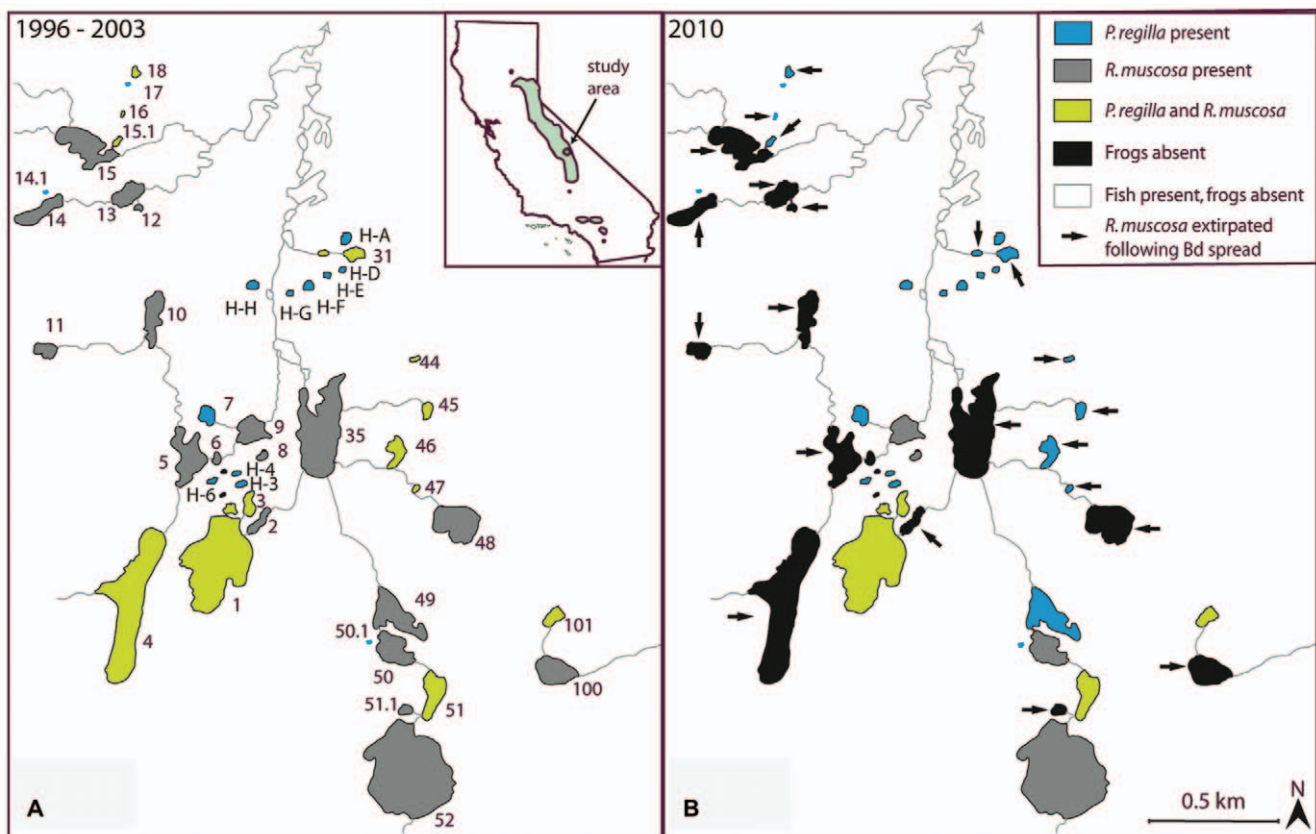 1996 - 2003
18
17
16
15.1
15
14.1
14
13
12
study
area
H-A
31
H-D
H-E
H-F
H-G
H-H
10
11
7
9
6
8
5
H-4
H-3
H-6
3
2
1
4
35
44
45
46
47
48
49
50.1
50
51.1
51
52
101
100
A
2010
P. regilla present
R. muscosa present
P. regilla and R. muscosa
Frogs absent
Fish present, frogs absent
R. muscosa extirpated
following Bd spread
0.5 km
N
B